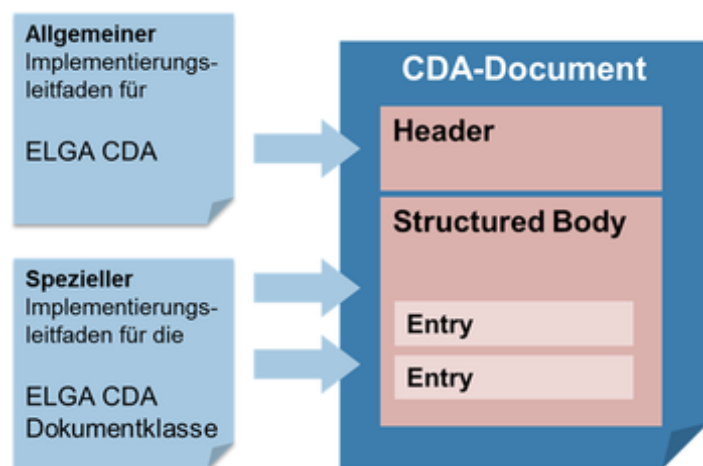 Allgemeiner
Implementierungs-
leitfaden für
ELGA CDA
Spezieller
Implementierungs-
leitfaden für die
ELGA CDA
Dokumentklasse
CDA-Document
Header
Structured Body
Entry
Entry